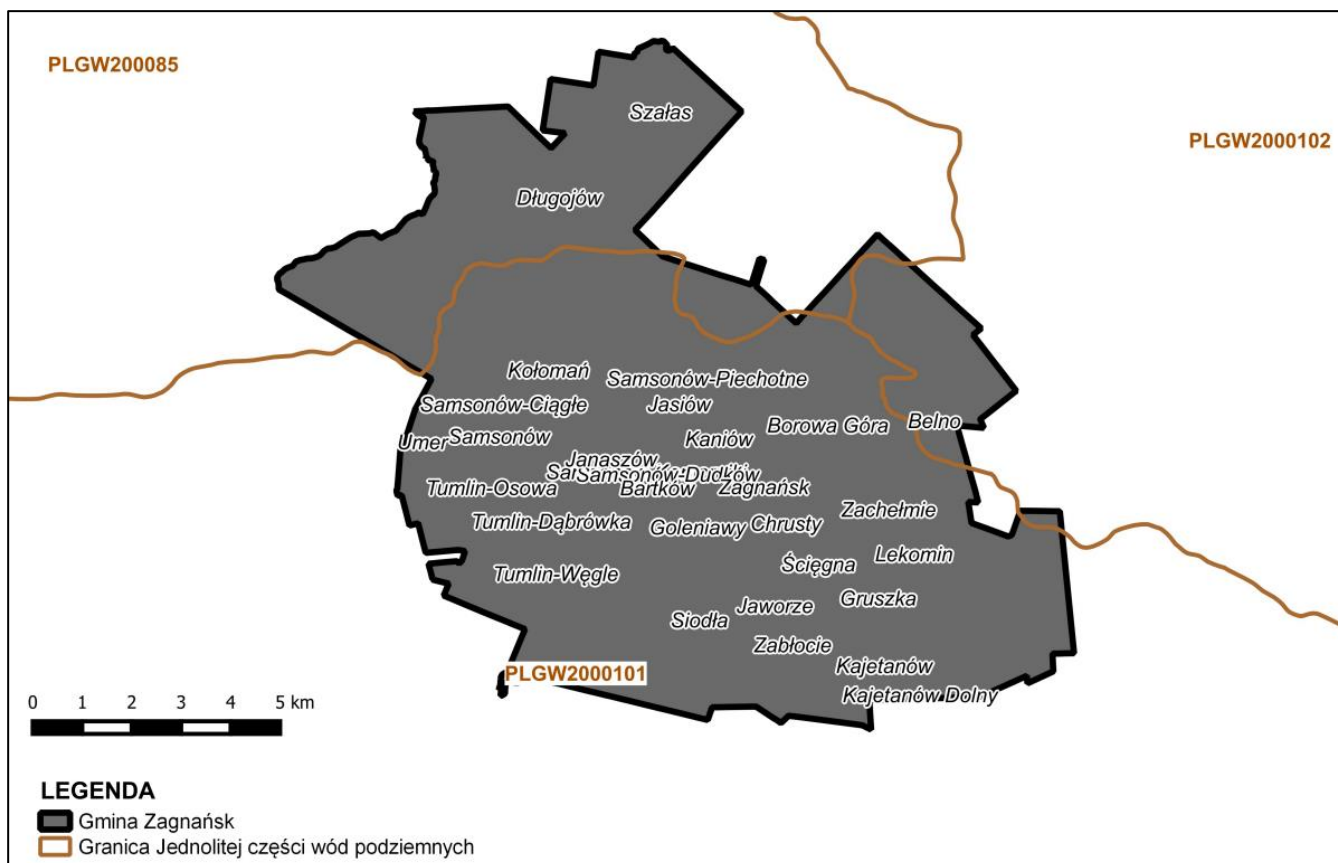 PLGW200085
Szałas
PLGW2000102
Długojów
Kołomań
Samsonów-Piechotne
Samsonów-Ciągłe
Jasiów
Borowa Góra
Belno
Umer
Samsonów
Kaniów
Janaszów
Samsonów-Dudków
Tumlin-Osowa
Bartków
Zagnańsk
Zachełmie
Tumlin-Dąbrówka
Goleniawy
Chrusty
Lekomin
Ścięgna
Tumlin-Węgle
Gruszka
Jaworze
Siodła
Zabłocie
Kajetanów
PLGW2000101
Kajetanów Dolny
0 1 2 3 4 5 km
LEGENDA
Gmina Zagnańsk
Granica Jednolitej części wód podziemnych